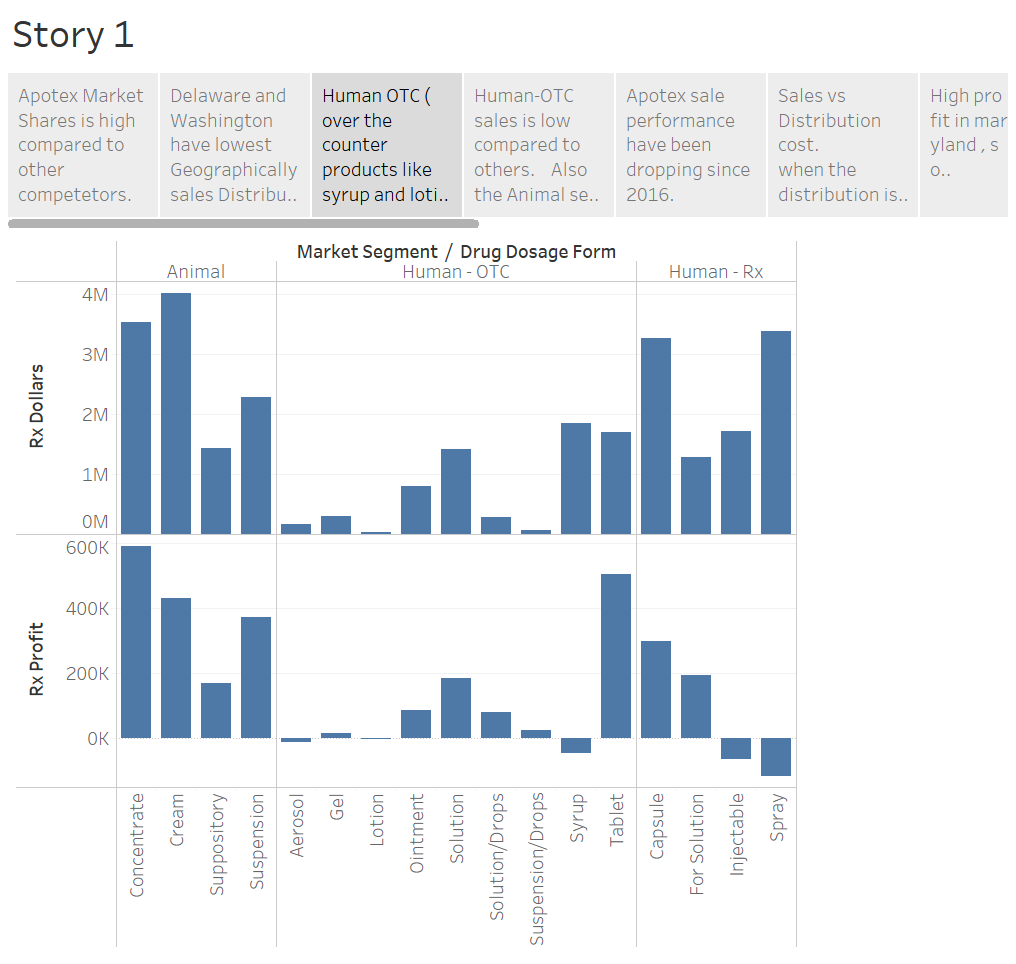 Story 1
Apotex Market
Shares is high
compared to
other
competetors.
Delaware and
Washington
have lowest
Geographically
sales Distribu..
Human OTC (
over the
counter
products like
syrup and loti..
Human-OTC
sales is low
compared to
others. Also
the Animal se..
Apotex sale
performance
have been
dropping since
2016.
Sales vs
Distribution
cost.
when the
distribution is..
High pro
fit in mar
yland , s
o..
Market Segment / Drug Dosage Form
Animal
Human - OTC
Human - Rx
Rx Dollars
4M
3M
2M
1M
0M
Rx Profit
600K
400K
200K
0K
Concentrate
Cream
Suppository
Suspension
Aerosol
Gel
Lotion
Ointment
Solution
Solution/Drops
Suspension/Drops
Syrup
Tablet
Capsule
For Solution
Injectable
Spray